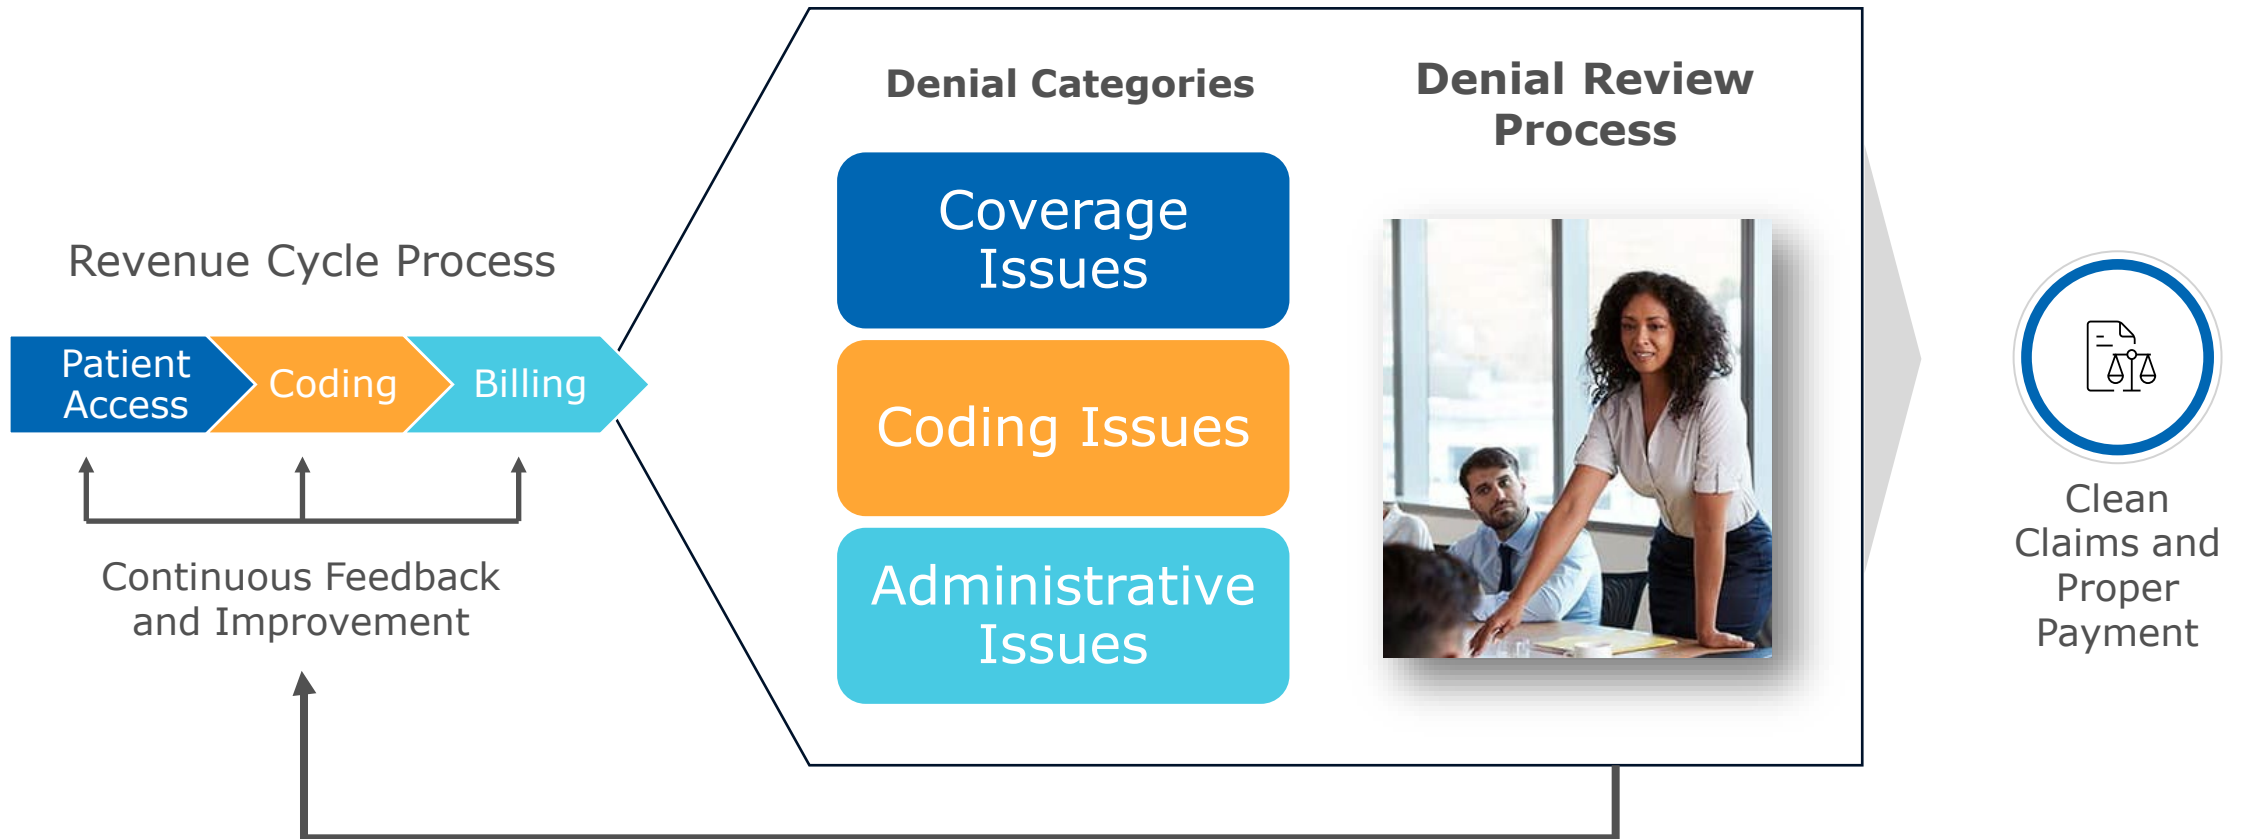 Revenue Cycle Process
Patient
Access
Coding
Billing
Continuous Feedback
and Improvement
Denial Categories
Coverage
Issues
Coding Issues
Administrative
Issues
Denial Review
Process
Clean
Claims and
Proper
Payment